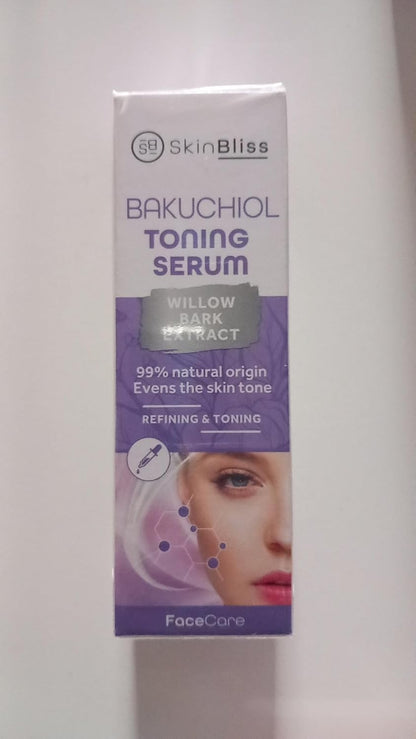 SB
SkinBliss
BAKUCHIOL
TONING
SERUM
WILLOW
BARK
EXTRACT
99% natural origin
Evens the skin tone
REFINING & TONING
FaceCare